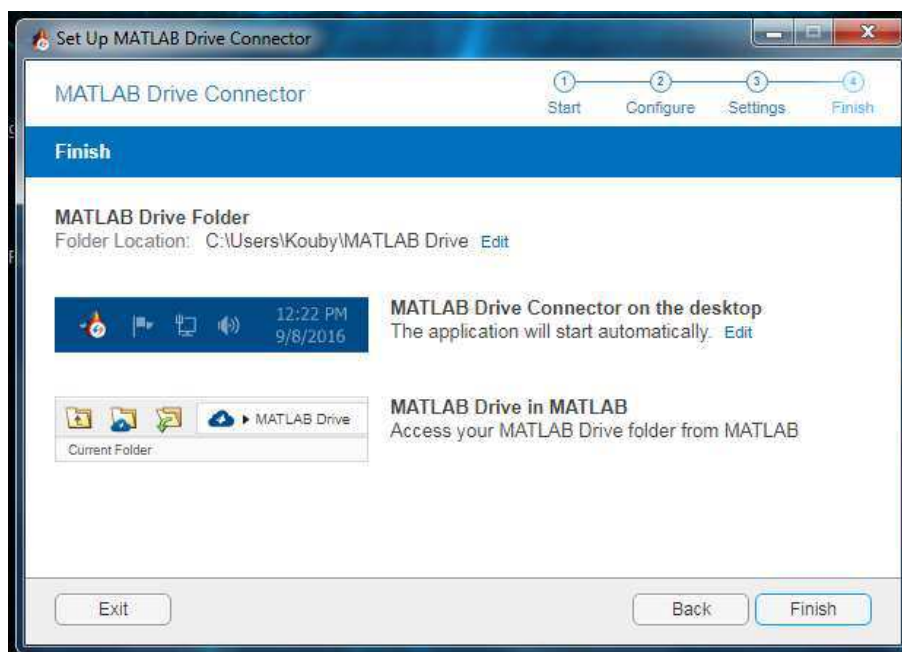 Set Up MATLAB Drive Connector
MATLAB Drive Connector
1 2 3 4
Start Configure Settings Finish
Finish
MATLAB Drive Folder
Folder Location: C:\Users\Kouby\MATLAB Drive Edit
12:22 PM
9/8/2016
MATLAB Drive Connector on the desktop
The application will start automatically. Edit
MATLAB Drive
Current Folder
MATLAB Drive in MATLAB
Access your MATLAB Drive folder from MATLAB
Exit Back Finish